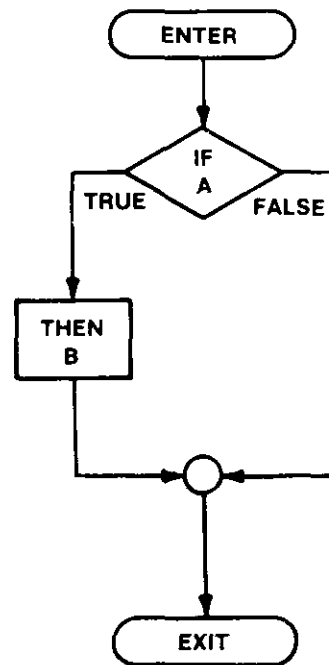 ENTER
IF
A
TRUE
FALSE
THEN
B
EXIT